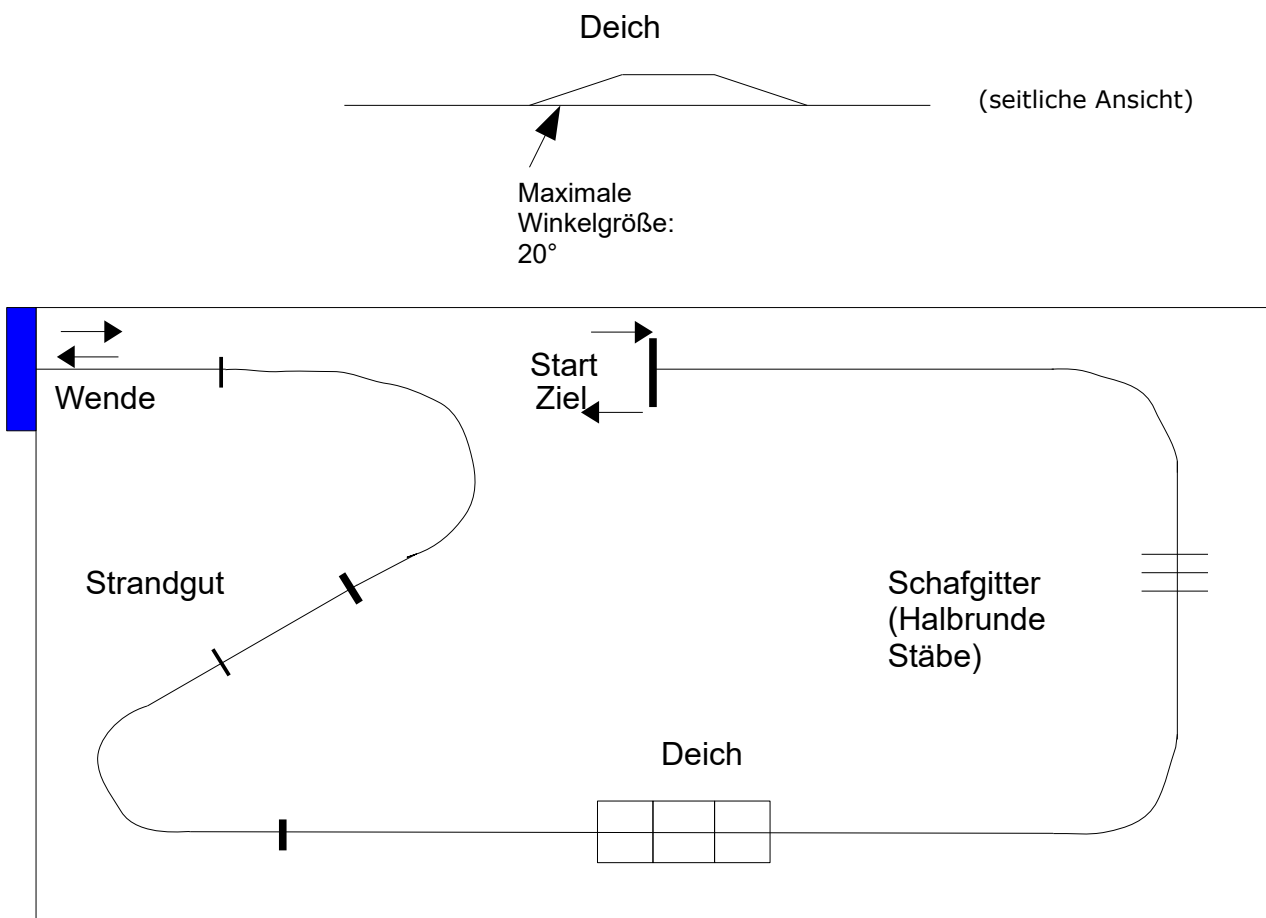 Deich
(seitliche Ansicht)
Maximale
Winkelgröße:
20°
Start
Ziel
Wende
Strandgut
Schafgitter
(Halbrunde
Stäbe)
Deich